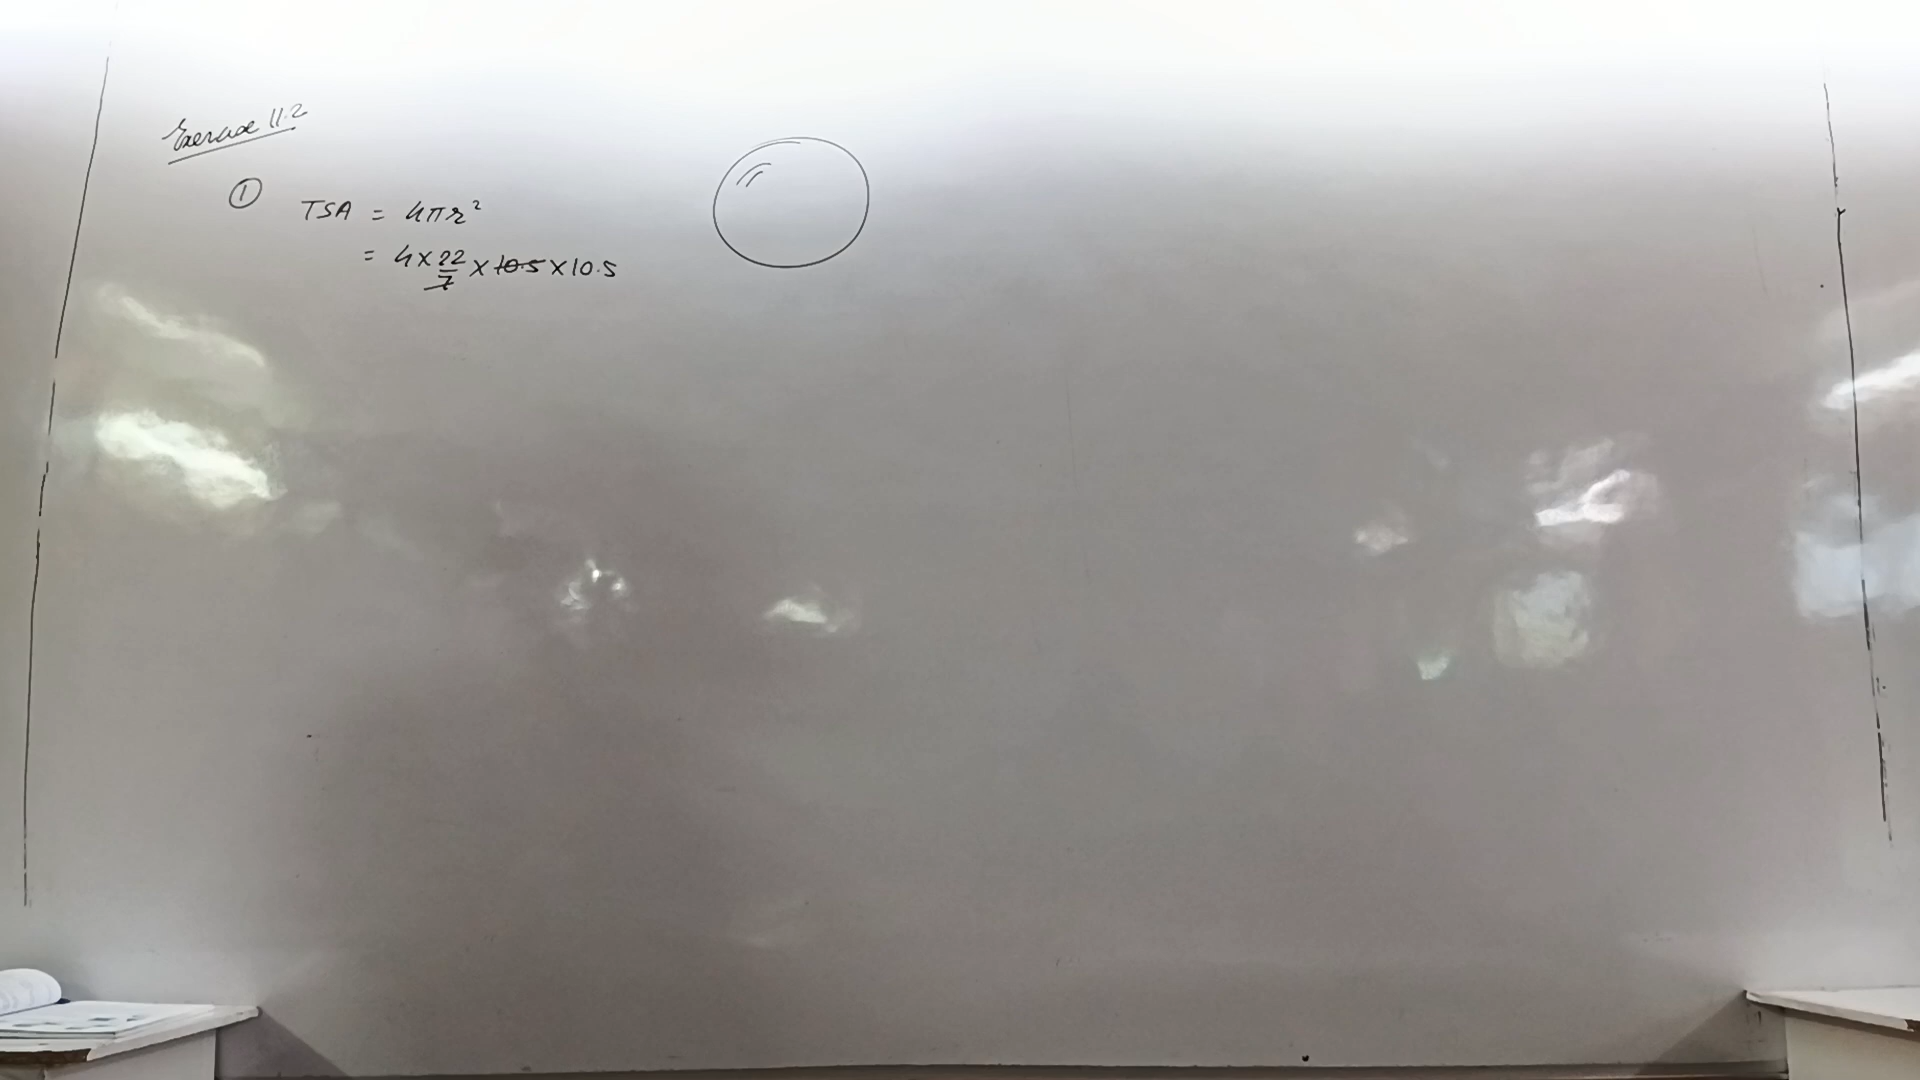 Exercise 11.2
① TSA = 4πr²
= 4 × 22/7 × 10.5 × 10.5